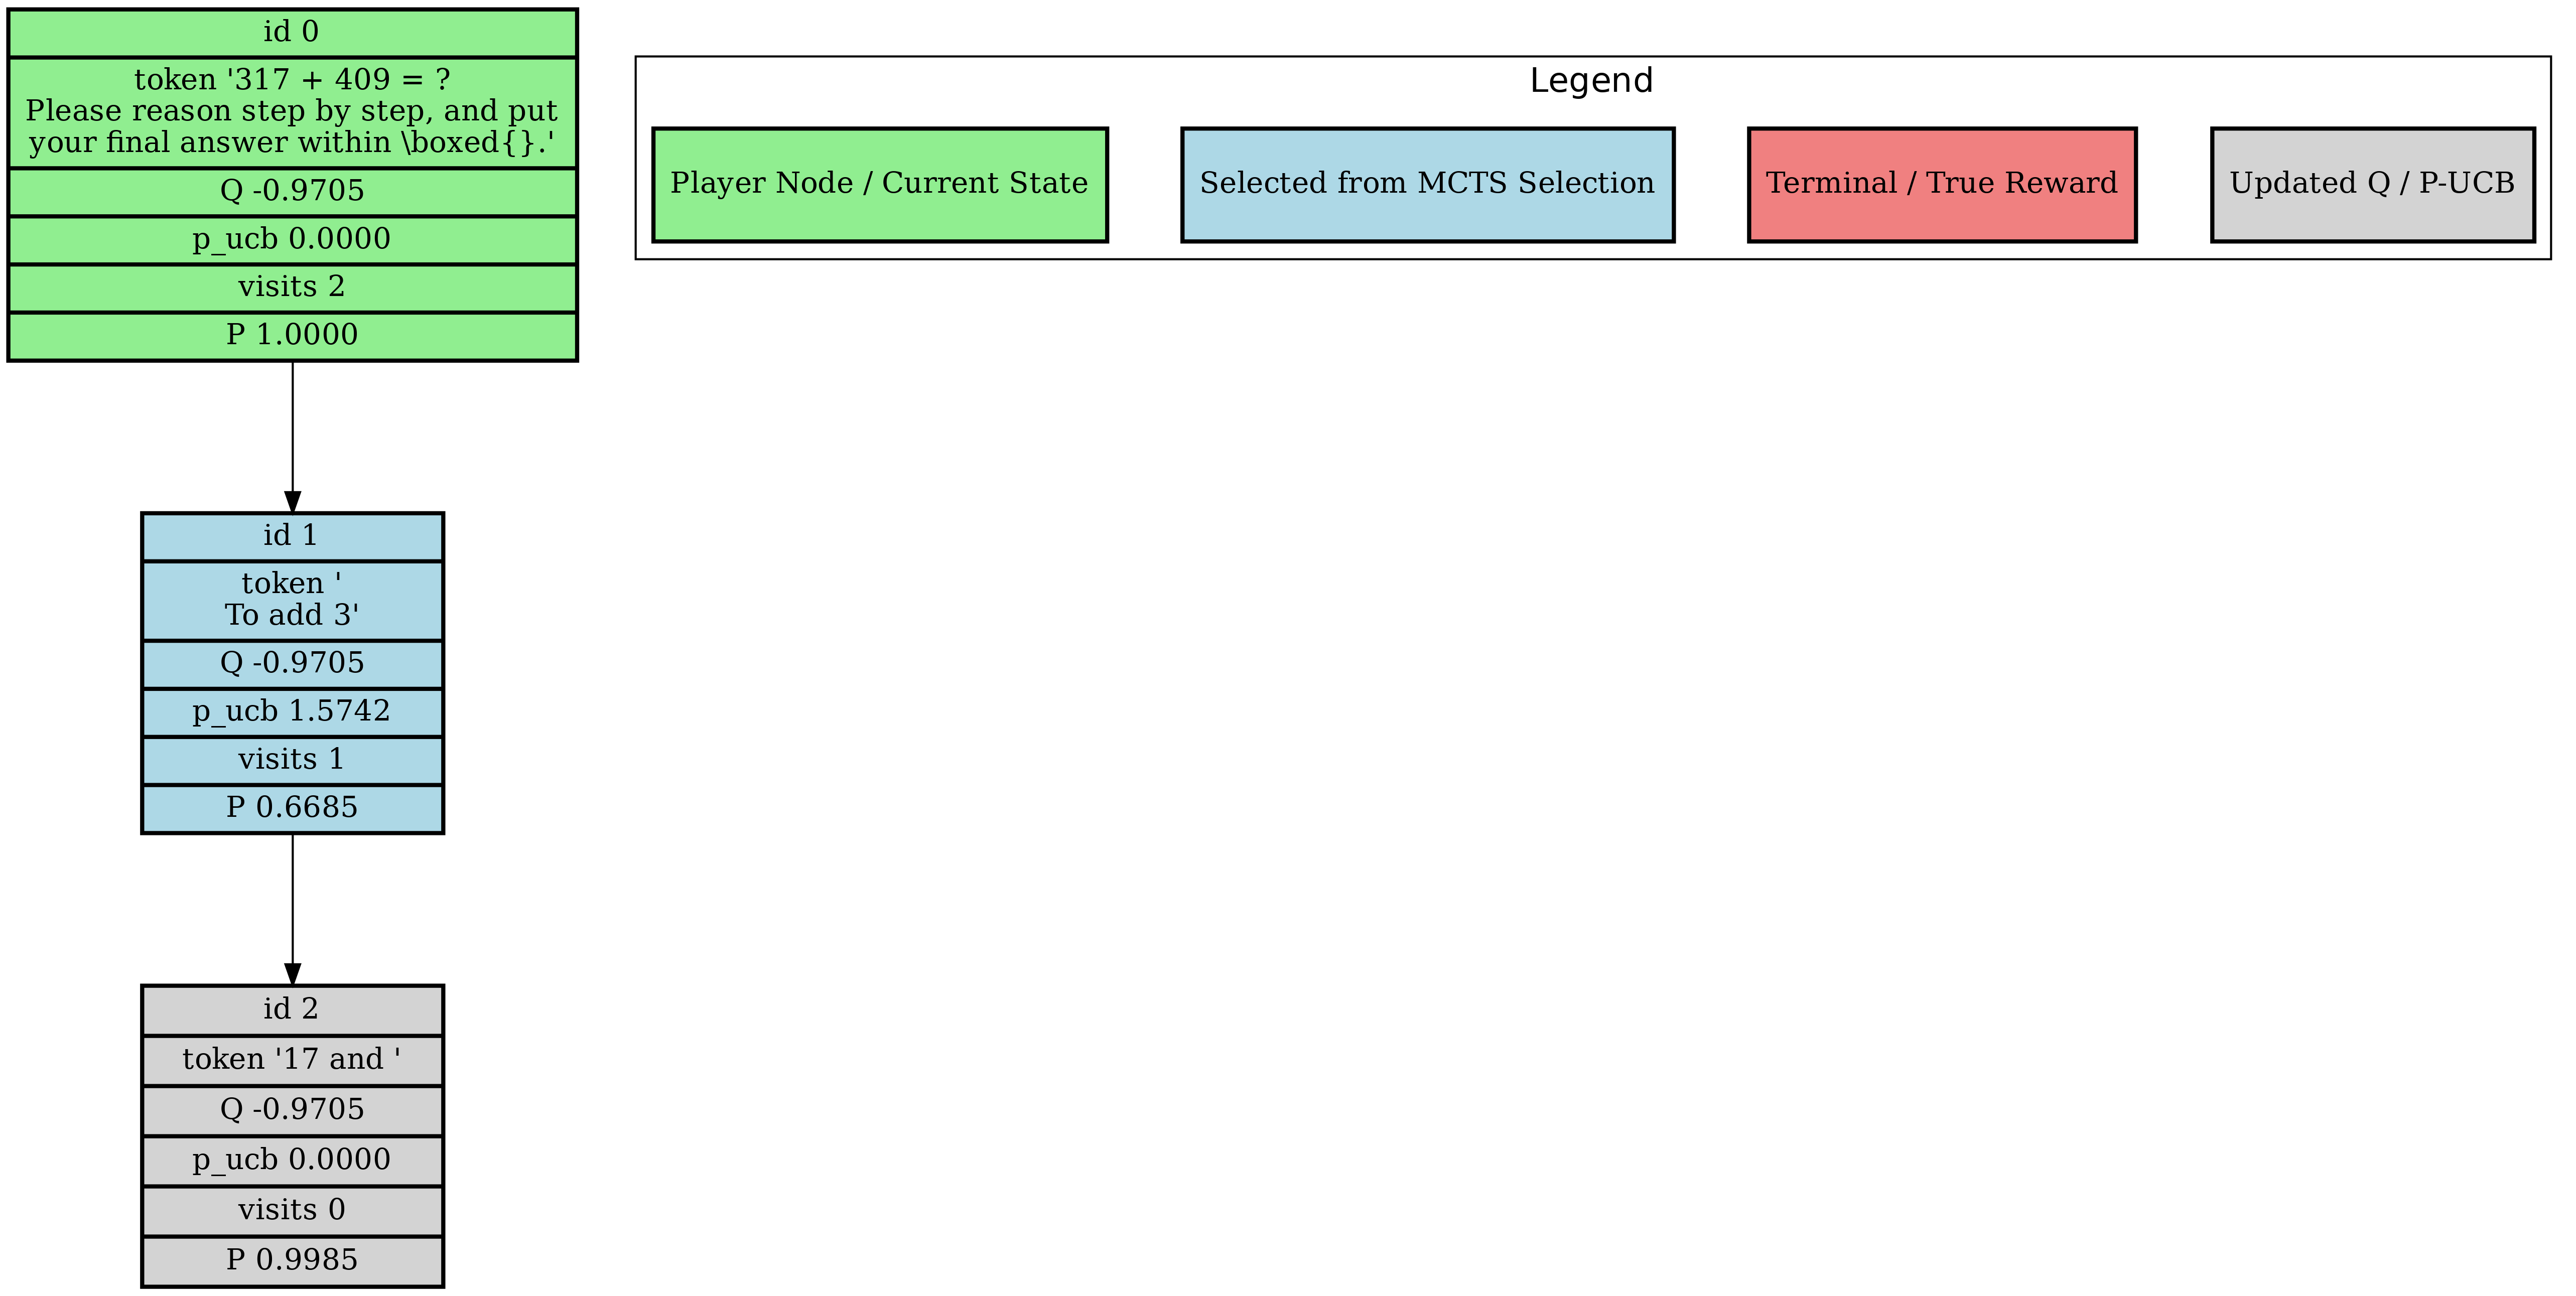 id 0
token '317 + 409 = ?
Please reason step by step, and put
your final answer within \boxed{}.'
Q -0.9705
p_ucb 0.0000
visits 2
P 1.0000
Legend
Player Node / Current State
Selected from MCTS Selection
Terminal / True Reward
Updated Q / P-UCB
id 1
token '
To add 3'
Q -0.9705
p_ucb 1.5742
visits 1
P 0.6685
id 2
token '17 and '
Q -0.9705
p_ucb 0.0000
visits 0
P 0.9985